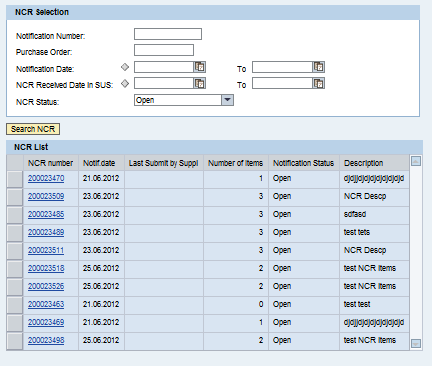 NCR Selection
Notification Number:
Purchase Order:
Notification Date: To
NCR Received Date in SUS: To
NCR Status: Open
Search NCR
NCR List
NCR number Notif.date Last Submit by Suppl Number of Items Notification Status Description
200023470 21.06.2012 1 Open djdjjdjdjdjdjdjdjdjd
200023509 23.06.2012 3 Open NCR Descp
200023485 23.06.2012 3 Open sdfasd
200023489 23.06.2012 3 Open test tets
200023511 23.06.2012 3 Open NCR Descp
200023518 25.06.2012 2 Open test NCR Items
200023526 25.06.2012 2 Open test NCR Items
200023463 21.06.2012 0 Open test test
200023469 21.06.2012 1 Open djdjjdjdjdjdjdjdjdjd
200023498 25.06.2012 2 Open test NCR Items